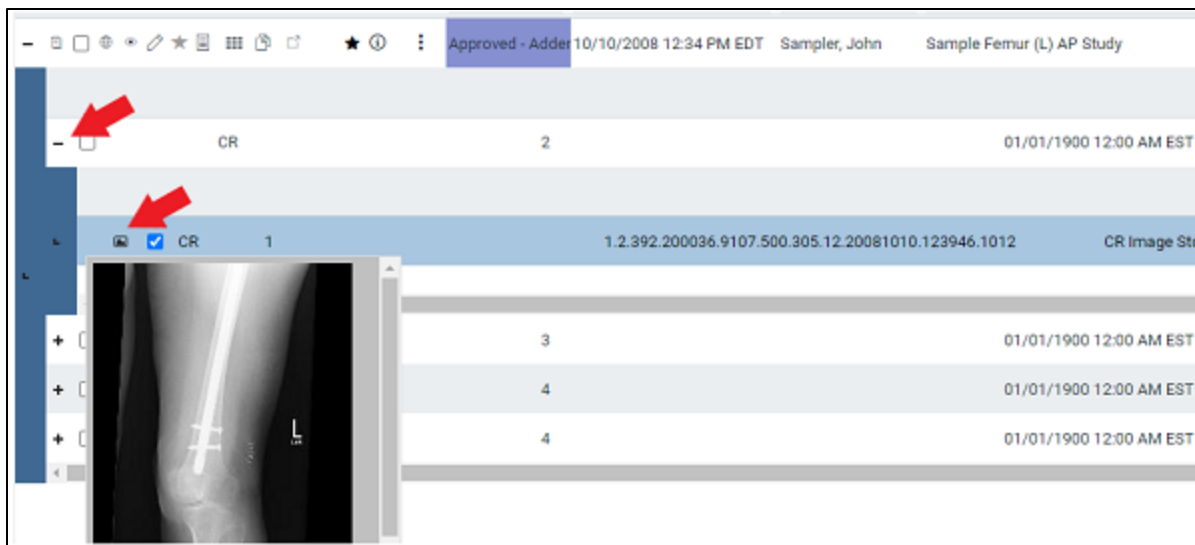 Approved - Adder 10/10/2008 12:34 PM EDT Sampler, John Sample Femur (L) AP Study
CR 2 01/01/1900 12:00 AM EST
CR 1 1.2.392.200036.9107.500.305.12.20081010.123946.1012 CR Image Sto
L
3 01/01/1900 12:00 AM EST
4 01/01/1900 12:00 AM EST
4 01/01/1900 12:00 AM EST